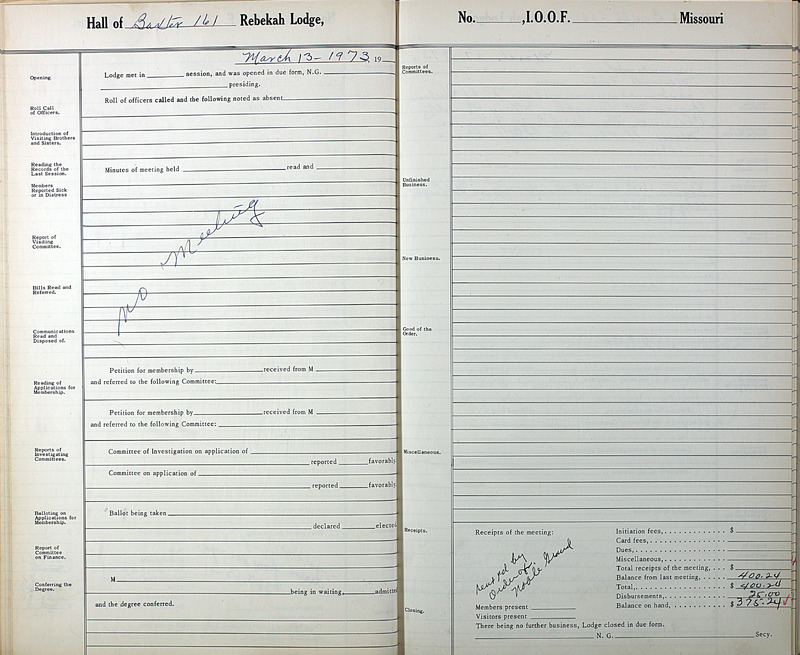 Hall of Baxter 161 Rebekah Lodge,
March 13-1973, 19
Opening.
Lodge met in session, and was opened in due form, N.G.
presiding.
Roll Call of Officers.
Roll of officers called and the following noted as absent
Introduction of Visiting Brothers and Sisters.
Reading the Records of the Last Session.
Minutes of meeting held read and
Members Reported Sick or in Distress
Report of Visiting Committee.
no Meeting
Bills Read and Referred.
Communications Read and Disposed of.
Petition for membership by received from M
Reading of Applications for Membership.
and referred to the following Committee:
Petition for membership by received from M
and referred to the following Committee:
Reports of Investigating Committees.
Committee of Investigation on application of
reported favorably
Committee on application of
reported favorably
Balloting on Applications for Membership.
Ballot being taken
declared elected
Report of Committee on Finance.
Conferring the Degree.
M
being in waiting, admitted
and the degree conferred.
No. ,I.O.O.F. Missouri
Reports of Committees.
Unfinished Business.
New Business.
Good of the Order.
Miscellaneous.
Receipts.
Receipts of the meeting:
Initiation fees, $
Card fees,
Dues,
Miscellaneous,
Total receipts of the meeting, $
Balance from last meeting, 400.24
Total, $ 400.24
Disbursements, 25.00
Balance on hand, $ 375.24
rent pd by
order of
Noble Grand
Members present
Visitors present
Closing.
There being no further business, Lodge closed in due form.
N. G. Secy.